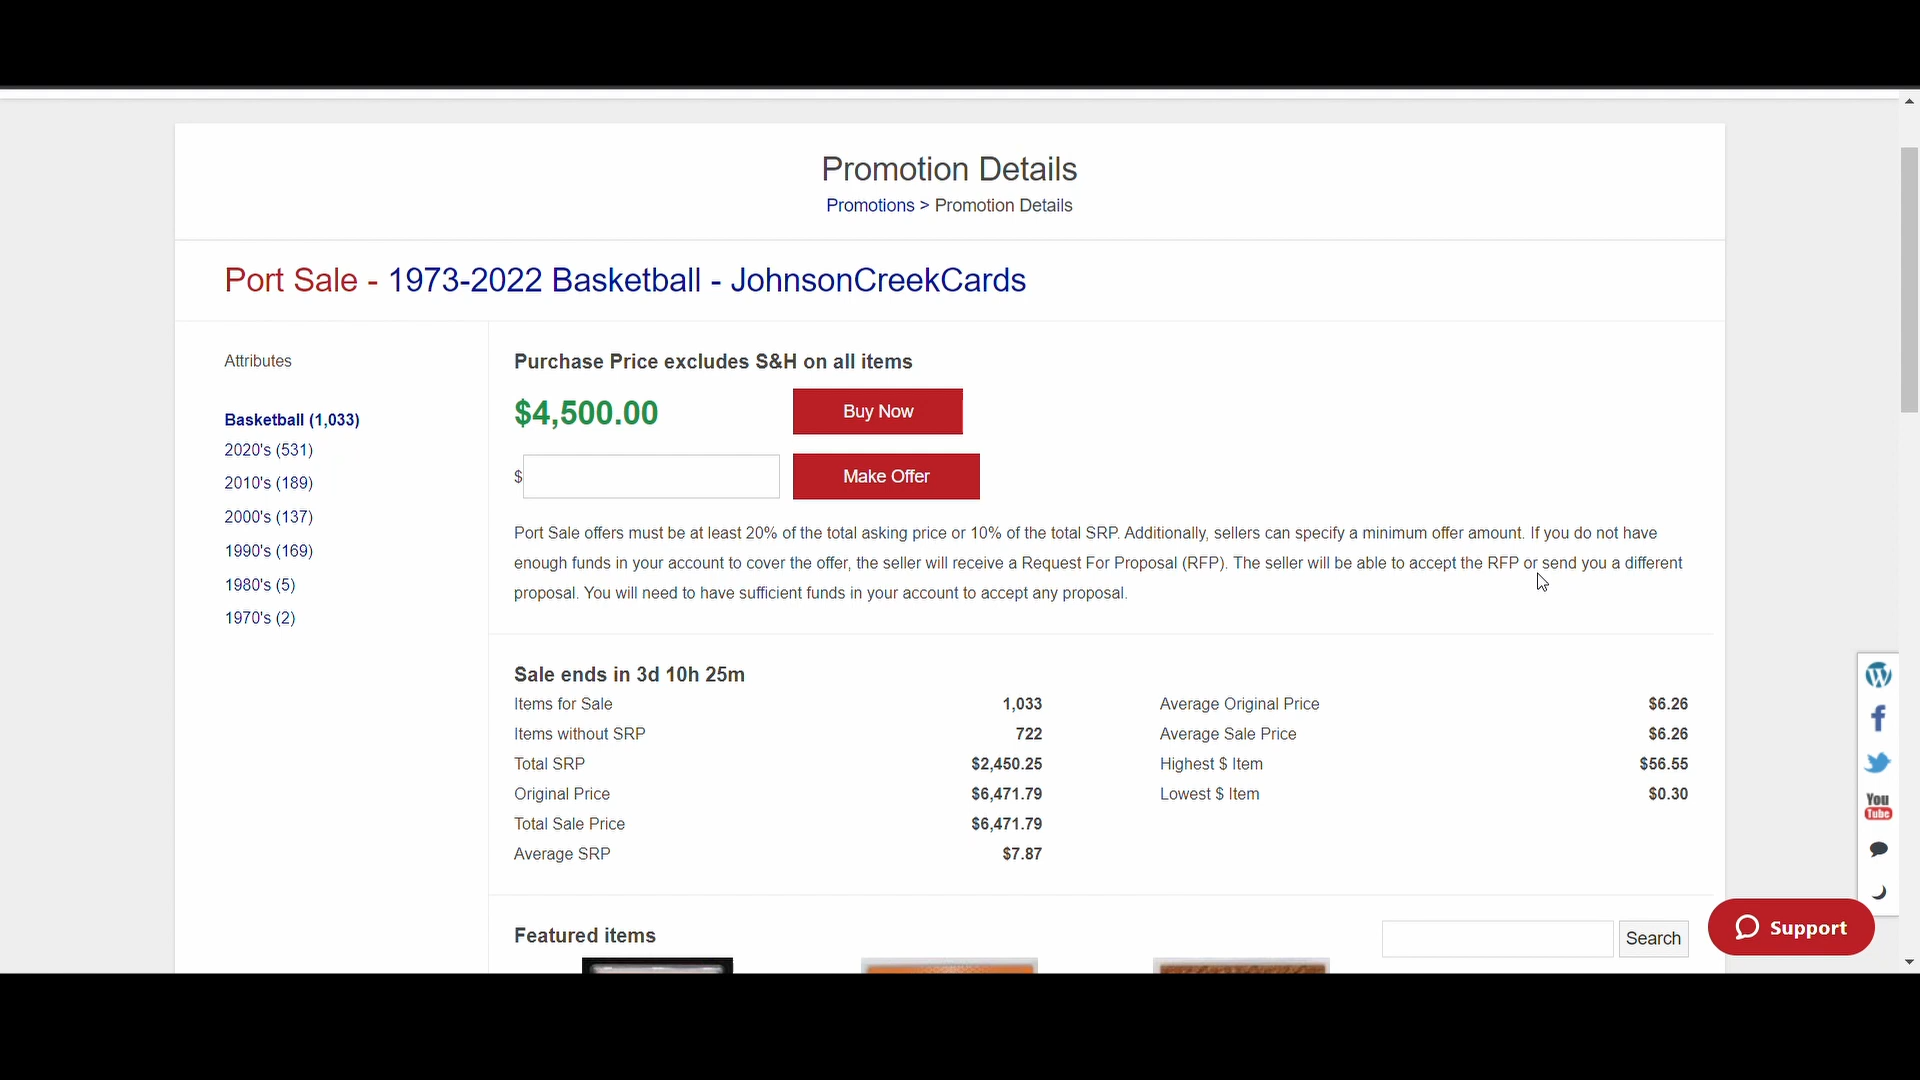 Promotion Details
Promotions > Promotion Details
Port Sale - 1973-2022 Basketball - JohnsonCreekCards
Attributes
Basketball (1,033)
2020's (531)
2010's (189)
2000's (137)
1990's (169)
1980's (5)
1970's (2)
Purchase Price excludes S&H on all items
$4,500.00
Buy Now
$
Make Offer
Port Sale offers must be at least 20% of the total asking price or 10% of the total SRP. Additionally, sellers can specify a minimum offer amount. If you do not have
enough funds in your account to cover the offer, the seller will receive a Request For Proposal (RFP). The seller will be able to accept the RFP or send you a different
proposal. You will need to have sufficient funds in your account to accept any proposal.
Sale ends in 3d 10h 25m
Items for Sale 1,033
Items without SRP 722
Total SRP $2,450.25
Original Price $6,471.79
Total Sale Price $6,471.79
Average SRP $7.87
Average Original Price $6.26
Average Sale Price $6.26
Highest $ Item $56.55
Lowest $ Item $0.30
Featured items
Search
You
Tube
Support